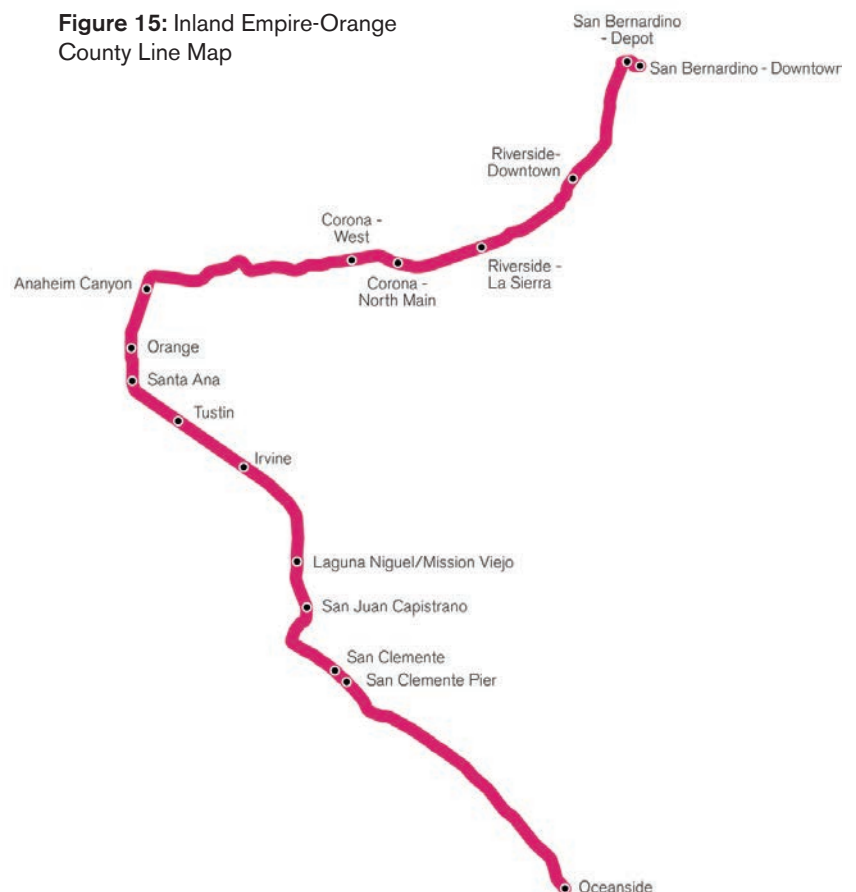 Figure 15: Inland Empire-Orange
County Line Map
San Bernardino
- Depot
San Bernardino - Downtown
Riverside-
Downtown
Corona -
West
Riverside -
La Sierra
Corona -
North Main
Anaheim Canyon
Orange
Santa Ana
Tustin
Irvine
Laguna Niguel/Mission Viejo
San Juan Capistrano
San Clemente
San Clemente Pier
Oceanside